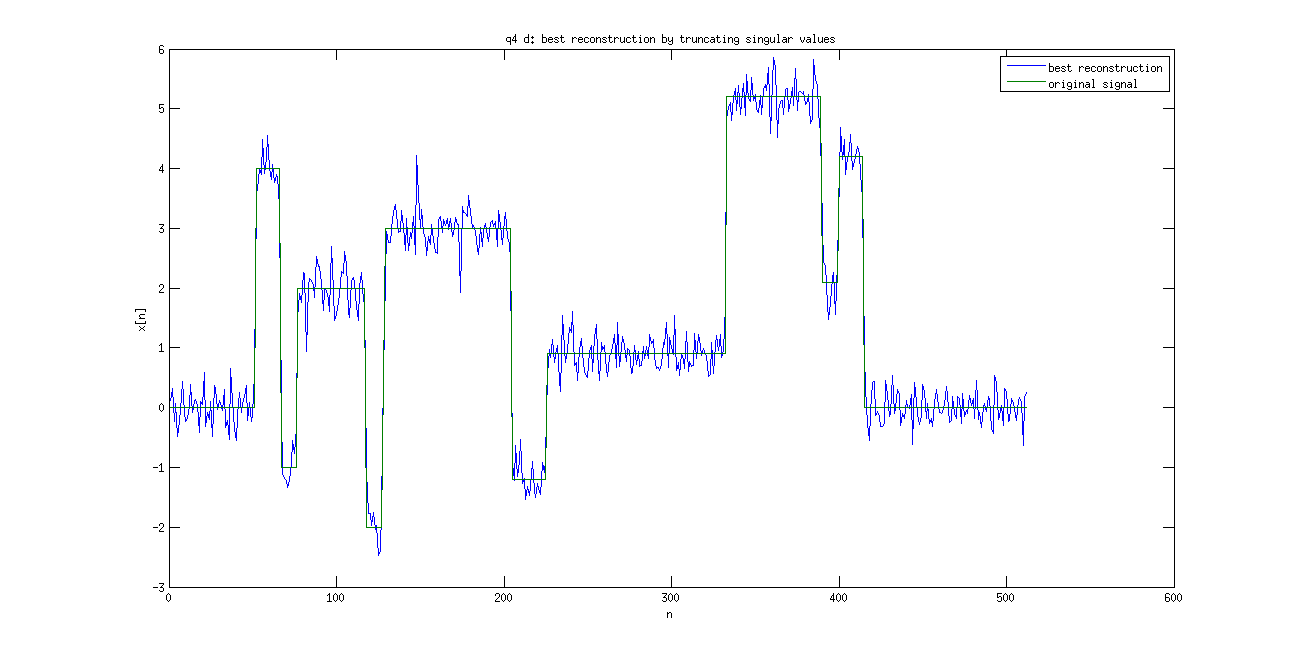 q4 d: best reconstruction by truncating singular values
best reconstruction
original signal
6
5
4
3
2
1
0
-1
-2
-3
x[n]
0 100 200 300 400 500 600
n